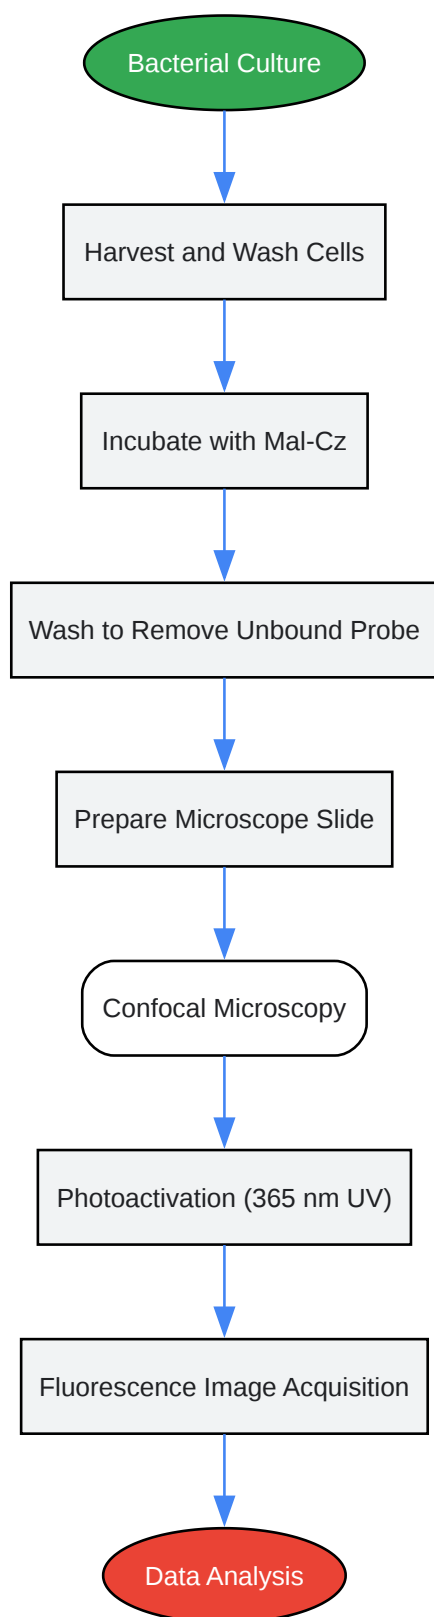 Bacterial Culture
Harvest and Wash Cells
Incubate with Mal-Cz
Wash to Remove Unbound Probe
Prepare Microscope Slide
Confocal Microscopy
Photoactivation (365 nm UV)
Fluorescence Image Acquisition
Data Analysis